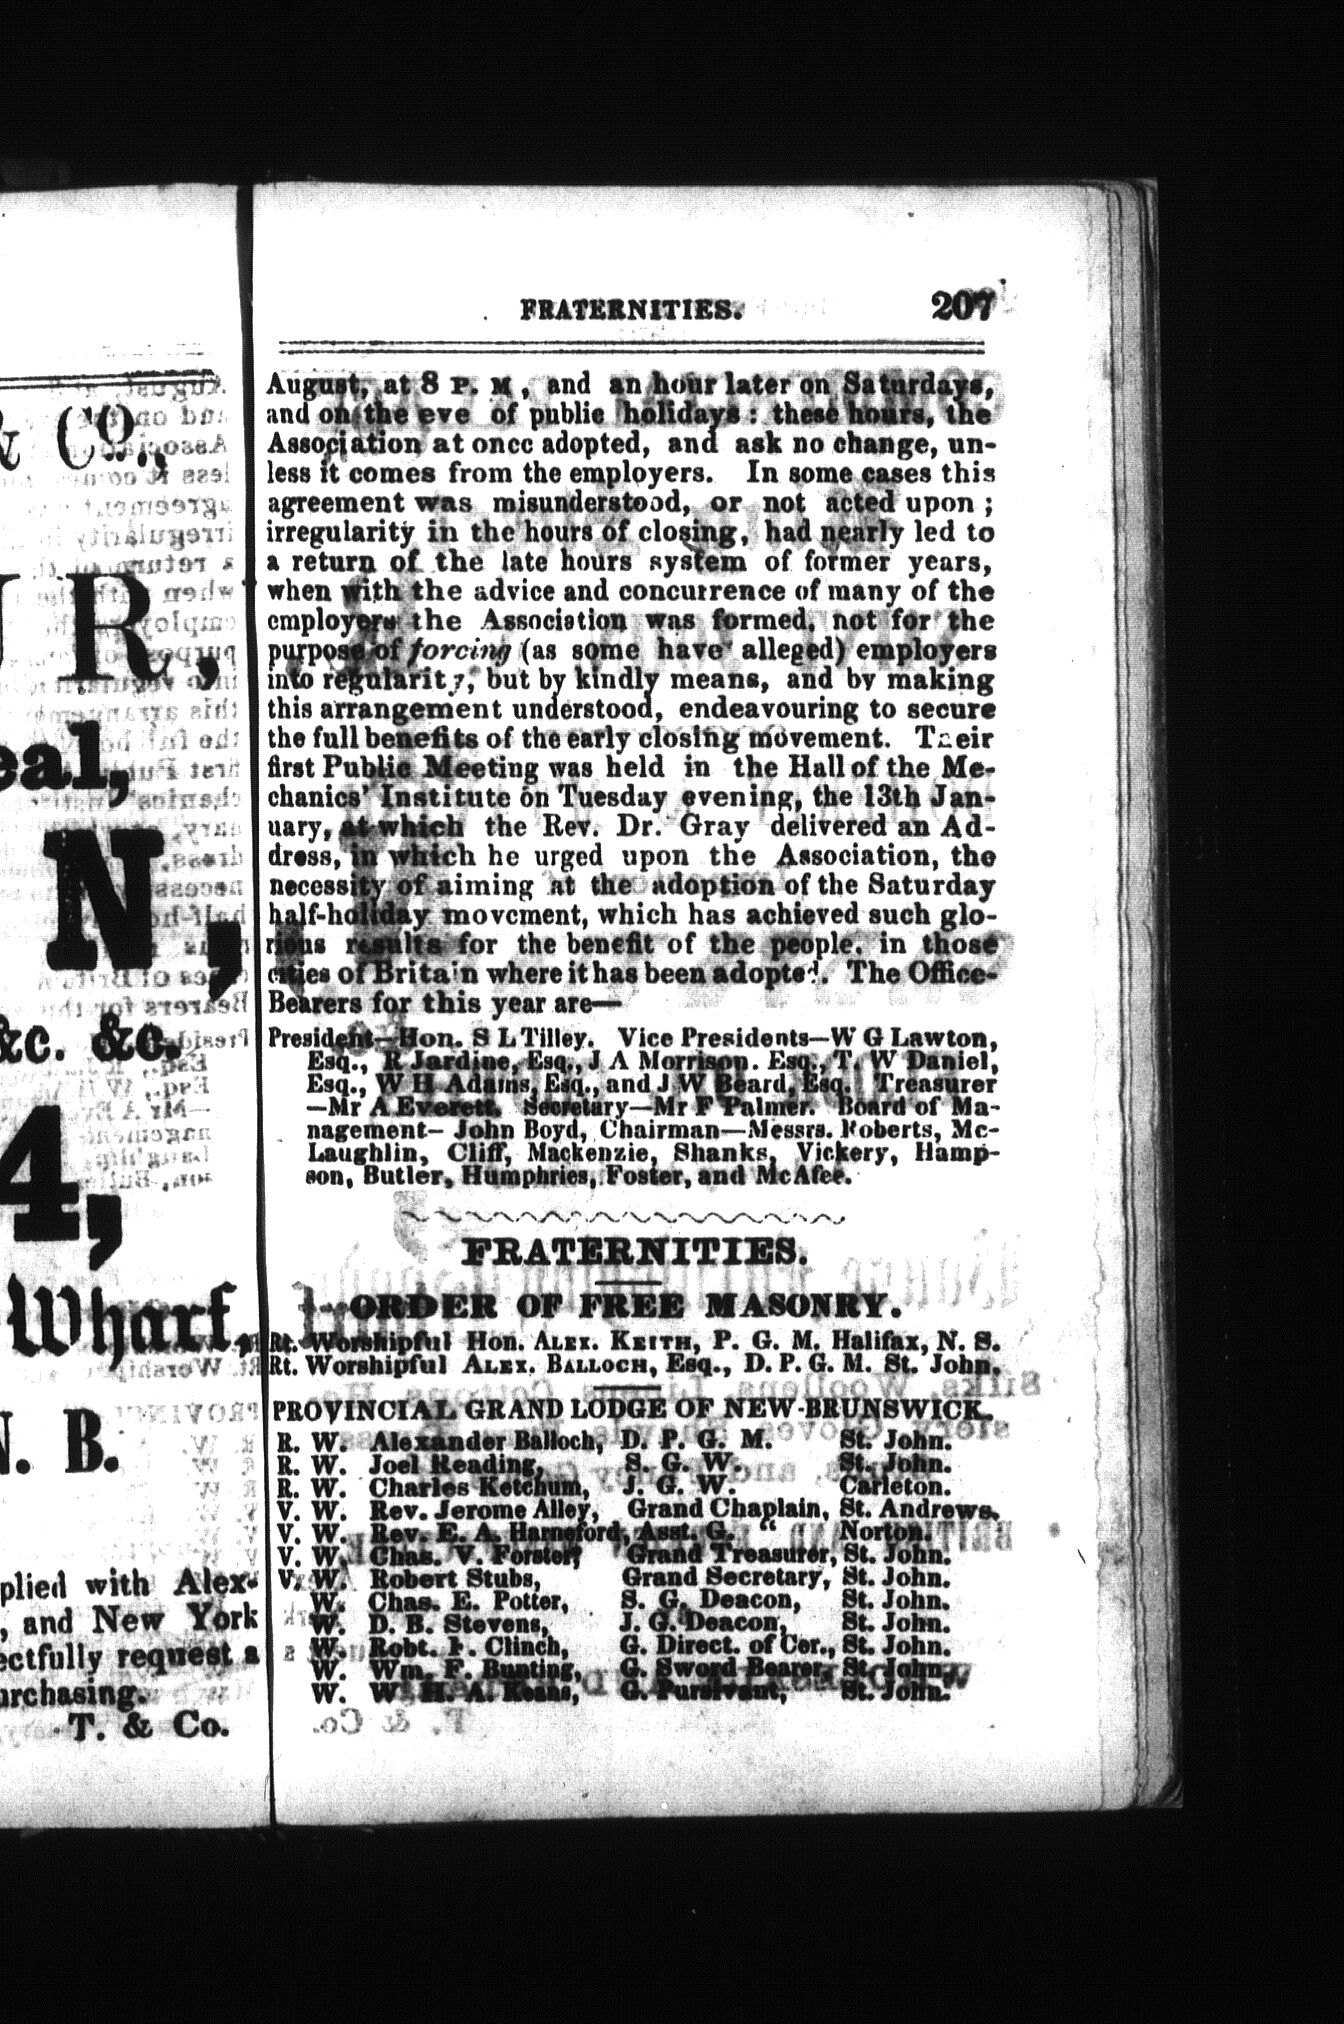 & Co.,
U R,
eal,
N,
&c. &c.
4,
Wharf,
N. B.
plied with Alex-
, and New York
ectfully request a
urchasing.
T. & Co.
FRATERNITIES. 207
August, at 8 P. M , and an hour later on Saturdays,
and on the eve of public holidays : these hours, the
Association at once adopted, and ask no change, un-
less it comes from the employers. In some cases this
agreement was misunderstood, or not acted upon ;
irregularity in the hours of closing, had nearly led to
a return of the late hours system of former years,
when with the advice and concurrence of many of the
employers the Association was formed, not for the
purpose of forcing (as some have alleged) employers
into regularity, but by kindly means, and by making
this arrangement understood, endeavouring to secure
the full benefits of the early closing movement. Their
first Public Meeting was held in the Hall of the Me-
chanics' Institute on Tuesday evening, the 13th Jan-
uary, at which the Rev. Dr. Gray delivered an Ad-
dress, in which he urged upon the Association, the
necessity of aiming at the adoption of the Saturday
half-holiday movement, which has achieved such glo-
rious results for the benefit of the people, in those
cities of Britain where it has been adopted. The Office-
Bearers for this year are—
President—Hon. S L Tilley. Vice Presidents—W G Lawton,
Esq., R Jardine, Esq., J A Morrison. Esq., T. W Daniel,
Esq., W H Adams, Esq., and J W Beard, Esq. Treasurer
—Mr A Everett. Secretary—Mr F Palmer. Board of Ma-
nagement— John Boyd, Chairman—Messrs. Roberts, Mc-
Laughlin, Cliff, Mackenzie, Shanks, Vickery, Hamp-
son, Butler, Humphries, Foster, and McAfee.
FRATERNITIES.
ORDER OF FREE MASONRY.
Rt. Worshipful Hon. ALEX. KEITH, P. G. M. Halifax, N. S.
Rt. Worshipful ALEX. BALLOCH, Esq., D. P. G. M. St. John.
PROVINCIAL GRAND LODGE OF NEW-BRUNSWICK.
R. W. Alexander Balloch, D. P. G. M. St. John.
R. W. Joel Reading, S. G. W. St. John.
R. W. Charles Ketchum, J. G. W. Carleton.
V. W. Rev. Jerome Alley, Grand Chaplain, St. Andrews.
V. W. Rev. E. A. Harneford, Asst. G. " Norton.
V. W. Chas. V. Forster, Grand Treasurer, St. John.
V. W. Robert Stubs, Grand Secretary, St. John.
W. Chas. E. Potter, S. G. Deacon, St. John.
W. D. B. Stevens, J. G. Deacon, St. John.
W. Robt. P. Clinch, G. Direct. of Cer., St. John.
W. Wm. F. Bunting, G. Sword Bearer, St. John.
W. W. H. A. Keans, G. Pursivant, St. John.